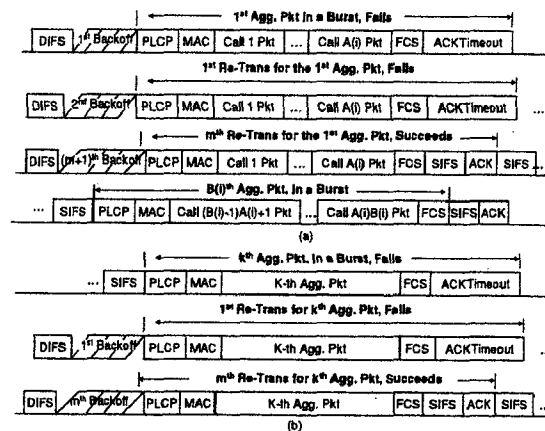 1st Agg. Pkt in a Burst, Fails
DIFS 1st Backoff PLCP MAC Call 1 Pkt ... Call A(i) Pkt FCS ACKTimeout
1st Re-Trans for the 1st Agg. Pkt, Fails
DIFS 2nd Backoff PLCP MAC Call 1 Pkt ... Call A(i) Pkt FCS ACKTimeout ...
mth Re-Trans for the 1st Agg. Pkt, Succeeds
DIFS (m+1)th Backoff PLCP MAC Call 1 Pkt ... Call A(i) Pkt FCS SIFS ACK SIFS ...
B(i)th Agg. Pkt. in a Burst
... SIFS PLCP MAC Call (B(i)-1)A(i)+1 Pkt ... Call A(i)B(i) Pkt FCS SIFS ACK
(a)
kth Agg. Pkt. in a Burst, Fails
... SIFS PLCP MAC K-th Agg. Pkt FCS ACKTimeout ...
1st Re-Trans for kth Agg. Pkt, Fails
DIFS 1st Backoff PLCP MAC K-th Agg. Pkt FCS ACKTimeout ...
mth Re-Trans for kth Agg. Pkt, Succeeds
DIFS mth Backoff PLCP MAC K-th Agg. Pkt FCS SIFS ACK SIFS ...
(b)